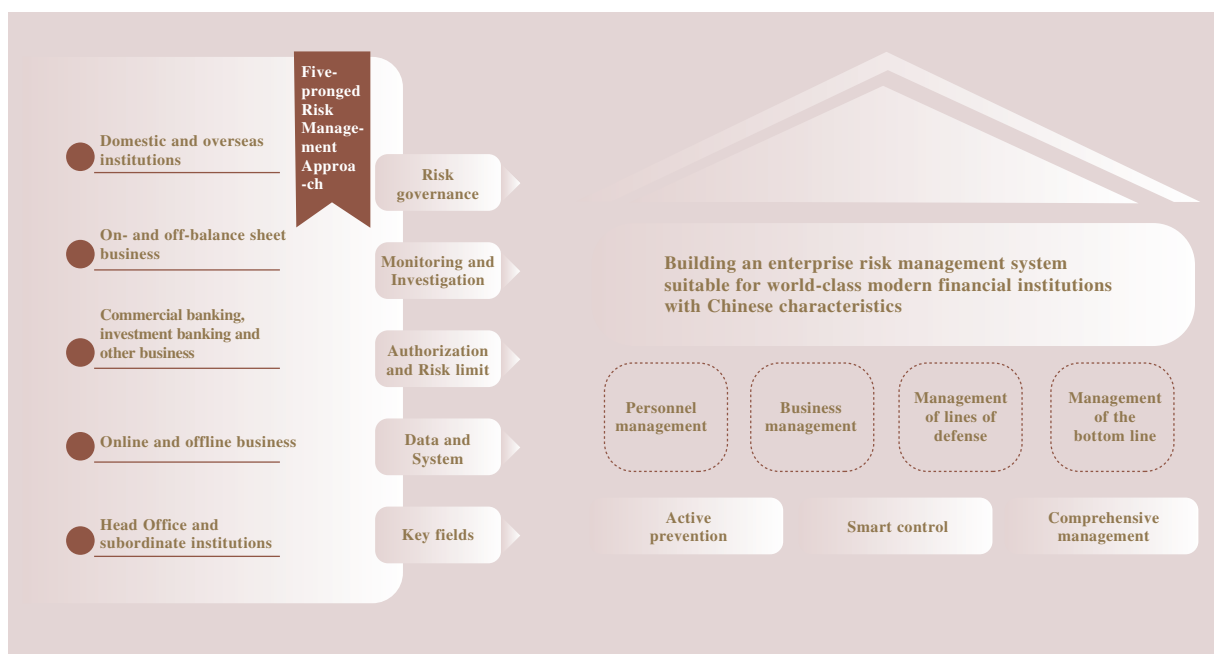 Five-
pronged
Risk
Manage-
ment
Approa
-ch
Domestic and overseas
institutions
On- and off-balance sheet
business
Commercial banking,
investment banking and
other business
Online and offline business
Head Office and
subordinate institutions
Risk
governance
Monitoring and
Investigation
Authorization
and Risk limit
Data and
System
Key fields
Building an enterprise risk management system
suitable for world-class modern financial institutions
with Chinese characteristics
Personnel
management
Business
management
Management
of lines of
defense
Management
of the
bottom line
Active
prevention
Smart control
Comprehensive
management